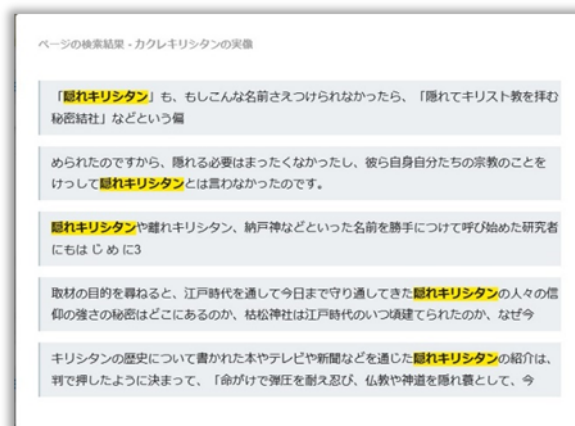 ページの検索結果・カクレキリシタンの実像
「隠れキリシタン」も、もしこんな名前さえつけられなかったら、「隠れてキリスト教を拝む
秘密結社」などという偏
められたのですから、隠れる必要はまったくなかったし、彼ら自身自分たちの宗教のことを
けっして隠れキリシタンとは言わなかったのです。
隠れキリシタンや離れキリシタン、納戸神などといった名前を勝手につけて呼び始めた研究者
にもは じ め に3
取材の目的を尋ねると、江戸時代を通して今日まで守り通してきた隠れキリシタンの人々の信
仰の強さの秘密はどこにあるのか、枯松神社は江戸時代のいつ頃建てられたのか、なぜ今
キリシタンの歴史について書かれた本やテレビや新聞などを通じた隠れキリシタンの紹介は、
判で押したように決まって、「命がけで弾圧を耐え忍び、仏教や神道を隠れ蓑として、今